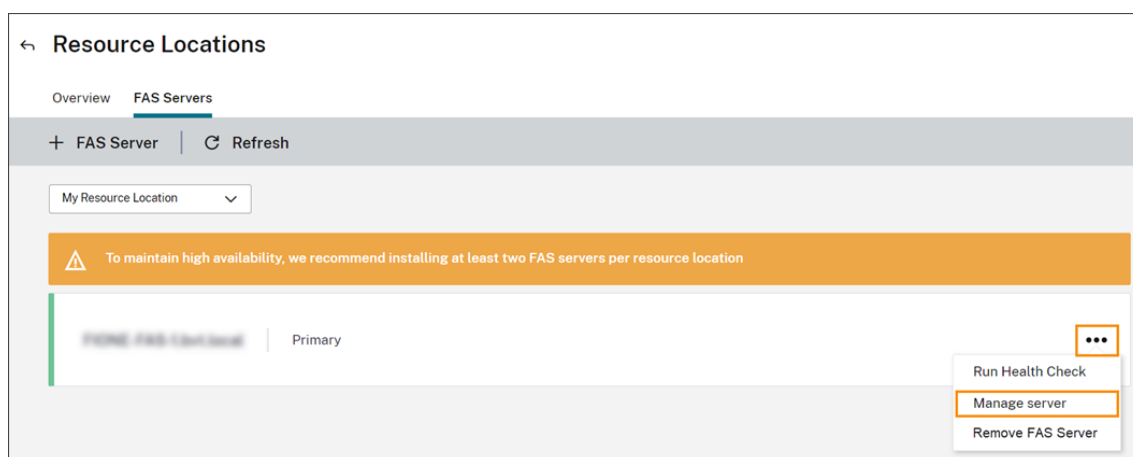 Resource Locations
Overview FAS Servers
FAS Server Refresh
My Resource Location
To maintain high availability, we recommend installing at least two FAS servers per resource location
Primary
Run Health Check
Manage server
Remove FAS Server